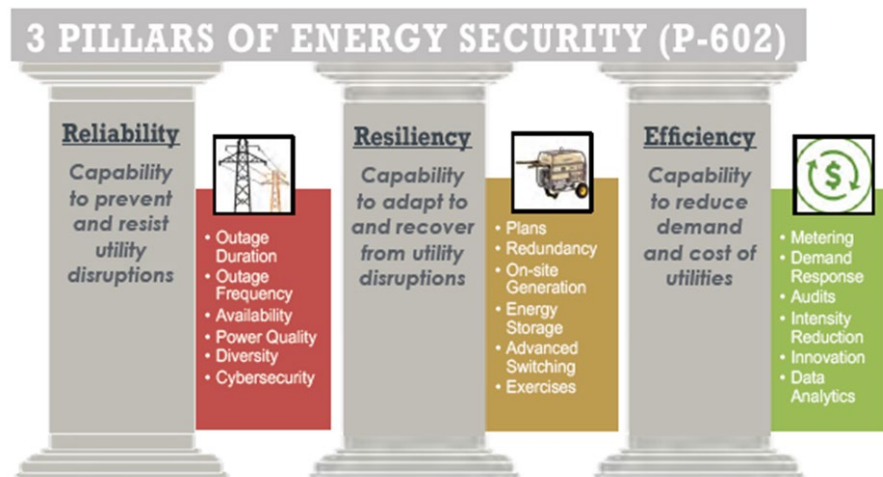 3 PILLARS OF ENERGY SECURITY (P-602)
Reliability
Capability
to prevent
and resist
utility
disruptions
• Outage
Duration
• Outage
Frequency
• Availability
• Power Quality
• Diversity
• Cybersecurity
Resiliency
Capability
to adapt to
and recover
from utility
disruptions
• Plans
• Redundancy
• On-site
Generation
• Energy
Storage
• Advanced
Switching
• Exercises
Efficiency
Capability
to reduce
demand
and cost of
utilities
$
• Metering
• Demand
Response
• Audits
• Intensity
Reduction
• Innovation
• Data
Analytics